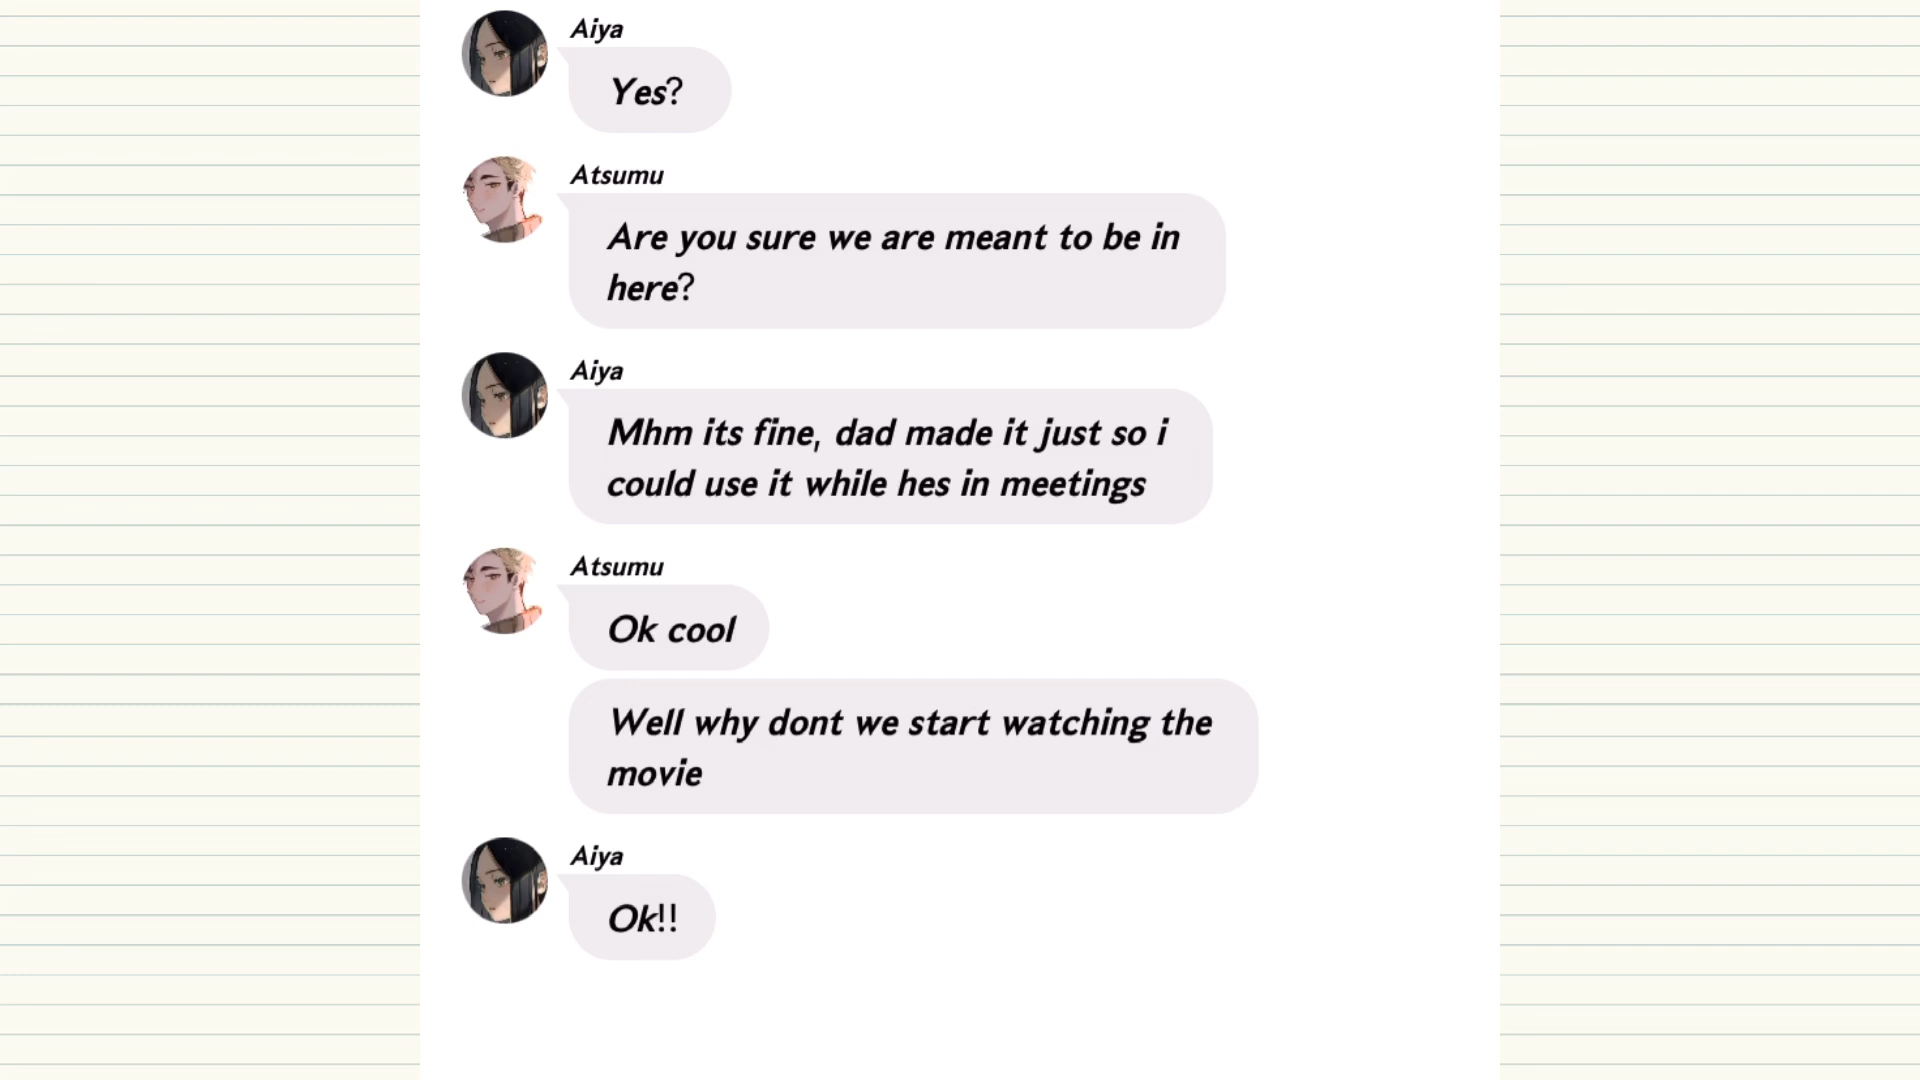 Aiya
Yes?
Atsumu
Are you sure we are meant to be in
here?
Aiya
Mhm its fine, dad made it just so i
could use it while hes in meetings
Atsumu
Ok cool
Well why dont we start watching the
movie
Aiya
Ok!!